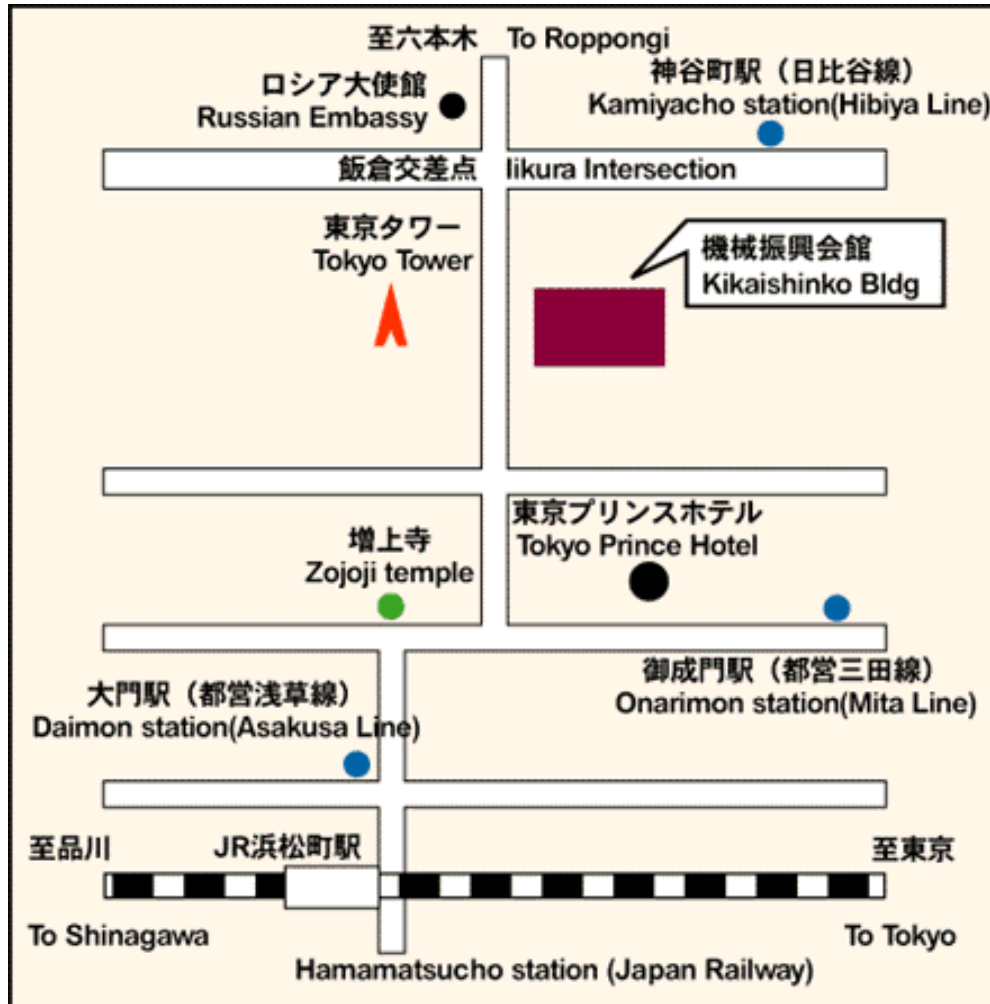 至六本木 To Roppongi
ロシア大使館
Russian Embassy
神谷町駅（日比谷線）
Kamiyacho station(Hibiya Line)
飯倉交差点 Iikura Intersection
東京タワー
Tokyo Tower
機械振興会館
Kikaishinko Bldg
東京プリンスホテル
Tokyo Prince Hotel
増上寺
Zojoji temple
御成門駅（都営三田線）
Onarimon station(Mita Line)
大門駅（都営浅草線）
Daimon station(Asakusa Line)
至品川 JR浜松町駅 至東京
To Shinagawa To Tokyo
Hamamatsucho station (Japan Railway)